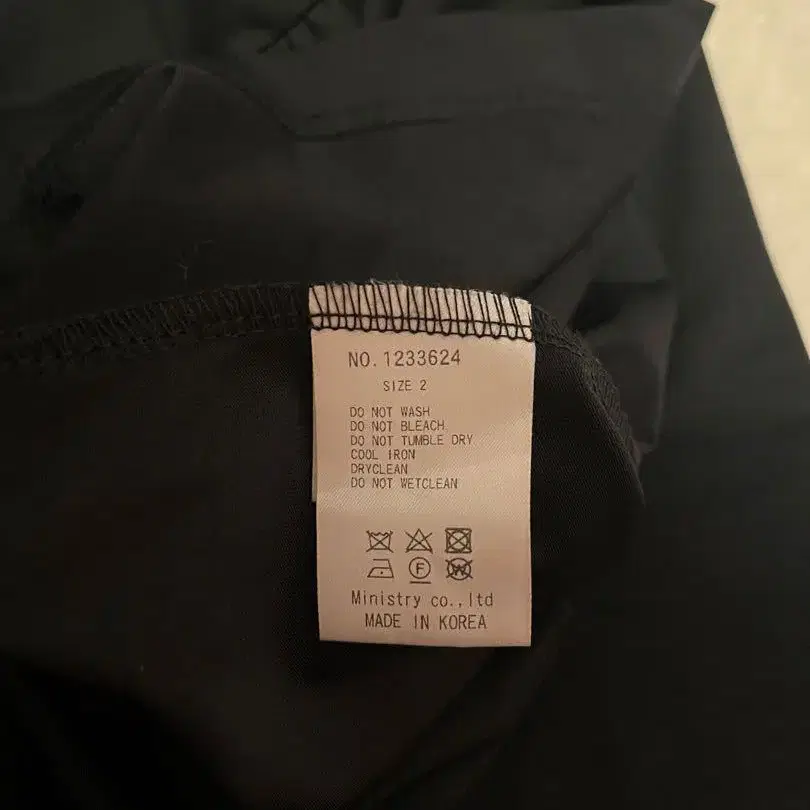 NO. 1233624
SIZE 2
DO NOT WASH
DO NOT BLEACH
DO NOT TUMBLE DRY
COOL IRON
DRYCLEAN
DO NOT WETCLEAN
F
W
Ministry co.,ltd
MADE IN KOREA